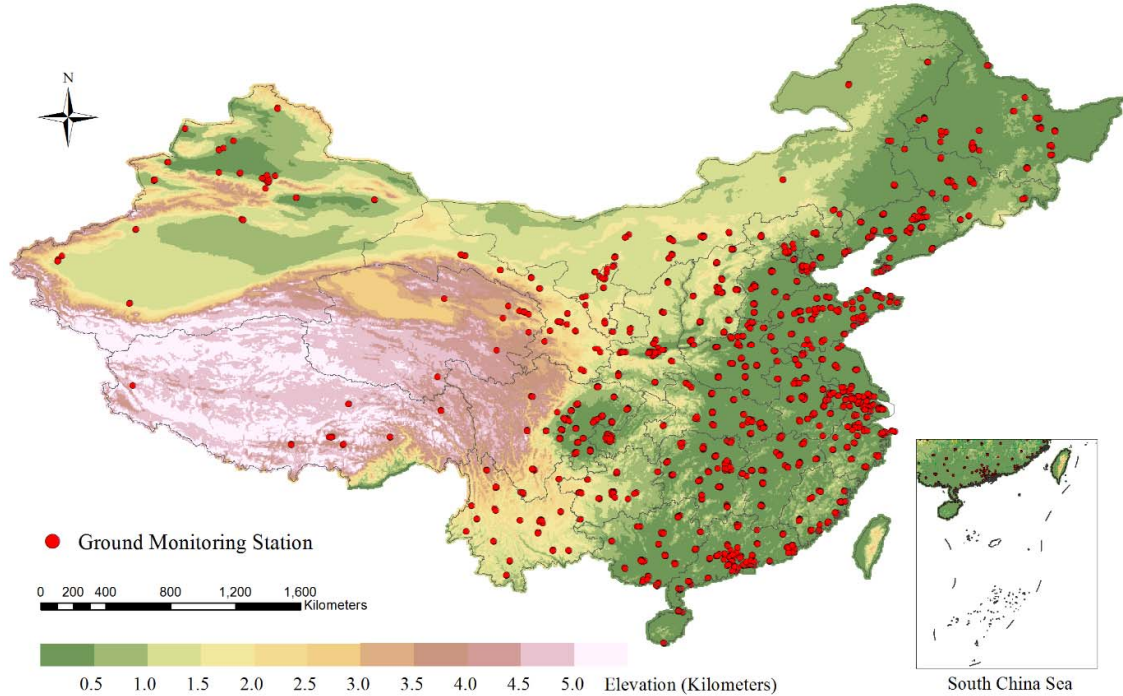 N
Ground Monitoring Station
0 200 400 800 1,200 1,600
Kilometers
0.5 1.0 1.5 2.0 2.5 3.0 3.5 4.0 4.5 5.0 Elevation (Kilometers)
South China Sea